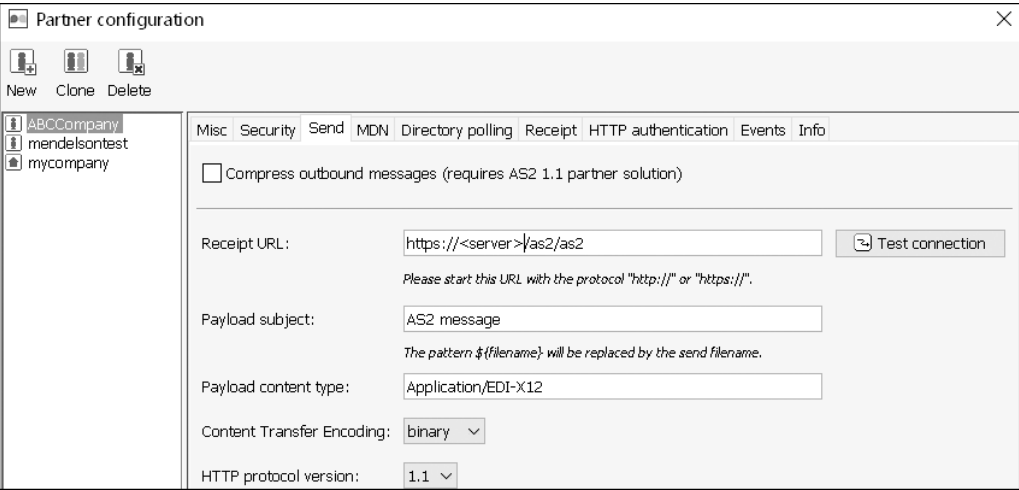 Partner configuration
New Clone Delete
ABCCompany
mendelsontest
mycompany
Misc Security Send MDN Directory polling Receipt HTTP authentication Events Info
Compress outbound messages (requires AS2 1.1 partner solution)
Receipt URL: https://<server>/as2/as2 Test connection
Please start this URL with the protocol "http://" or "https://".
Payload subject: AS2 message
The pattern ${filename} will be replaced by the send filename.
Payload content type: Application/EDI-X12
Content Transfer Encoding: binary
HTTP protocol version: 1.1